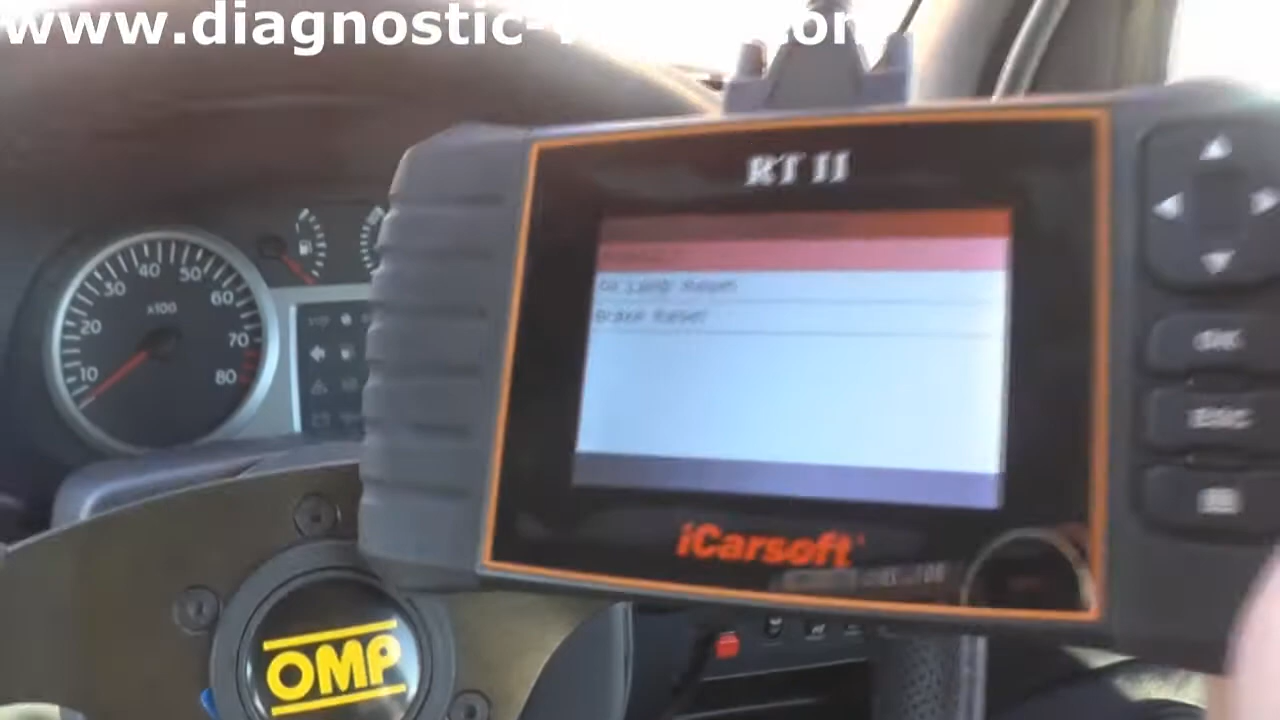 www.diagnostic-
RT II
Oil Lamp Reset
Brake Reset
iCarsoft
OK
ESC
10
20
30
40
50
60
70
80
x100
STOP
OMP